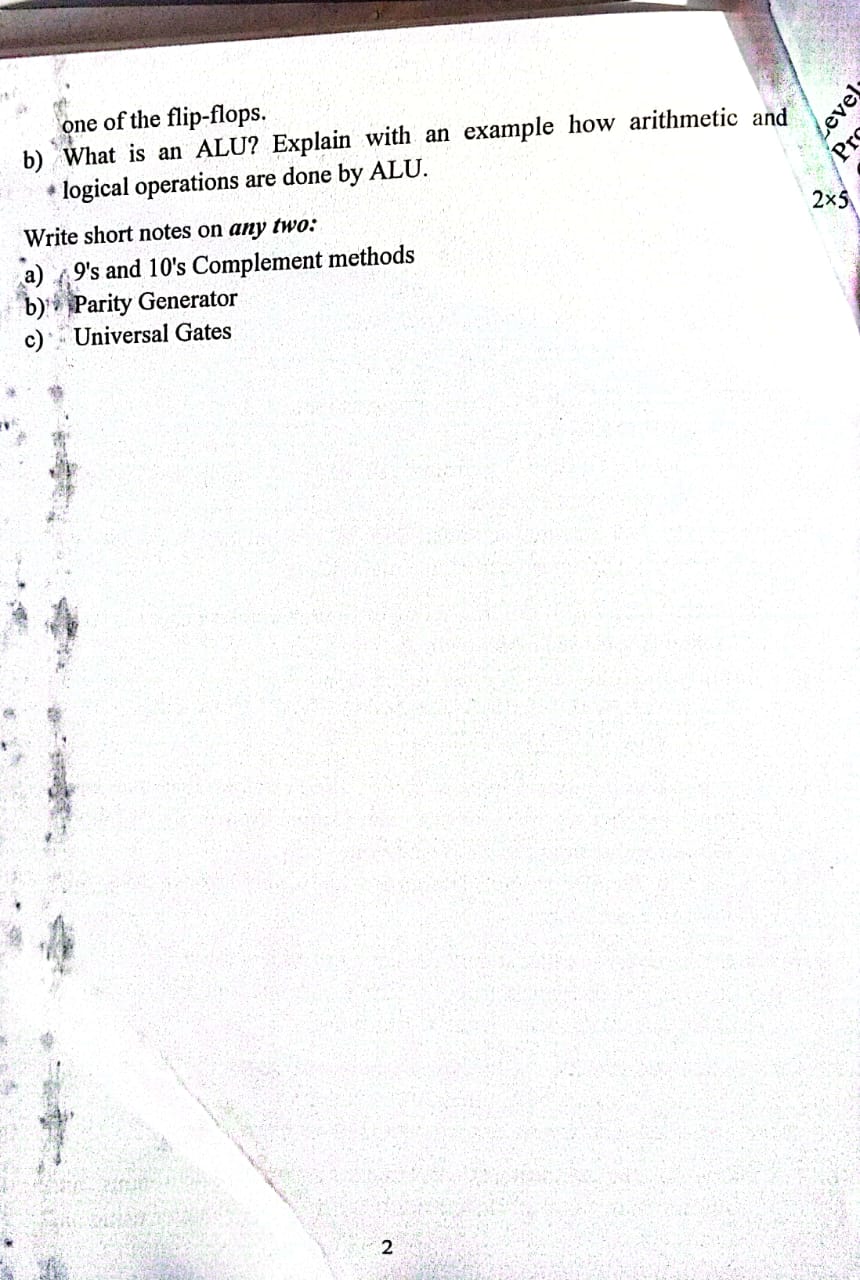 one of the flip-flops.
b) What is an ALU? Explain with an example how arithmetic and
logical operations are done by ALU.
Write short notes on any two:
2×5
a) 9's and 10's Complement methods
b) Parity Generator
c) Universal Gates
2